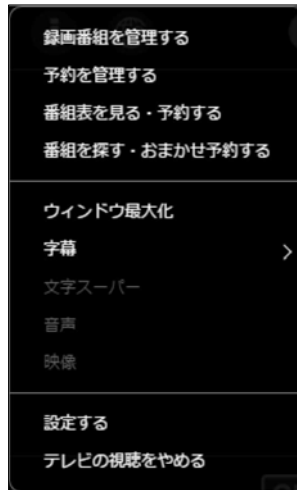 録画番組を管理する
予約を管理する
番組表を見る・予約する
番組を探す・おまかせ予約する
ウィンドウ最大化
字幕
文字スーパー
音声
映像
設定する
テレビの視聴をやめる